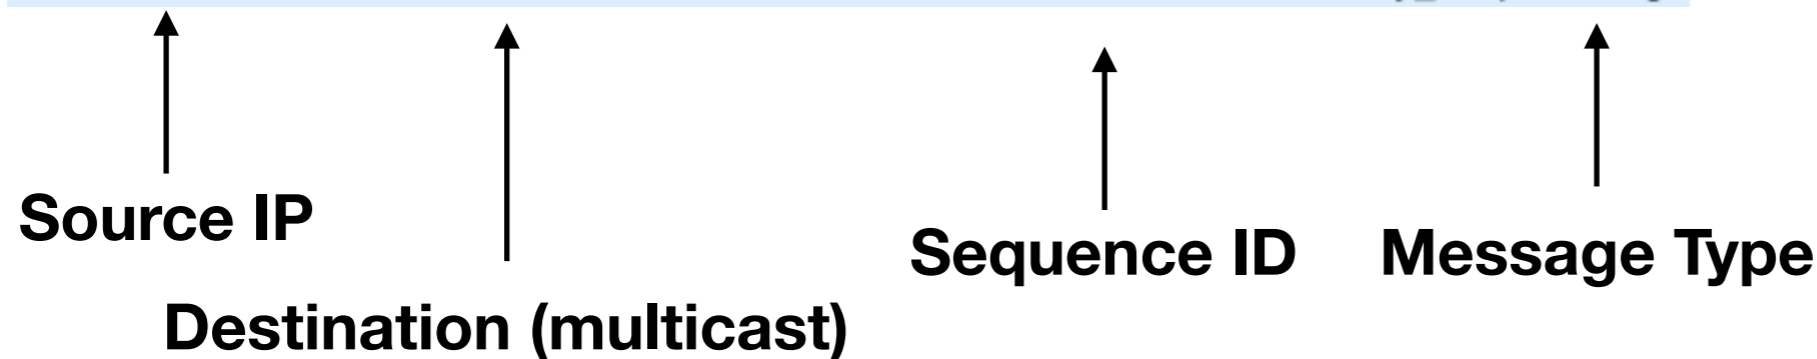 Source IP
Sequence ID
Message Type
Destination (multicast)